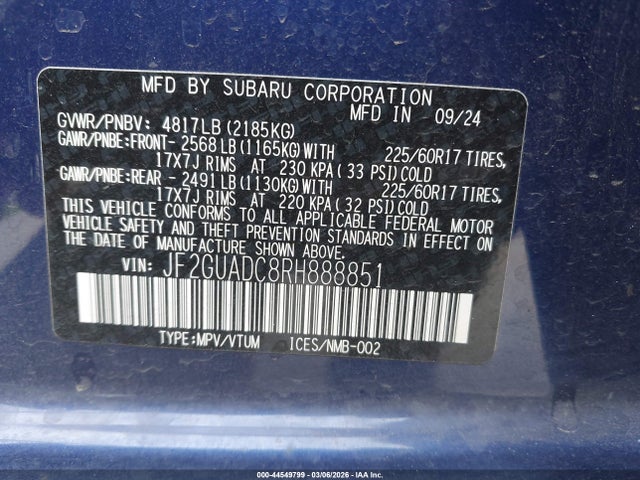 MFD BY SUBARU CORPORATION
MFD IN 09/24
GVWR/PNBV: 4817LB(2185KG)
GAWR/PNBE:FRONT- 2568LB(1165KG)WITH 225/60R17 TIRES,
17X7J RIMS AT 230 KPA( 33 PSI)COLD
GAWR/PNBE:REAR - 2491LB(1130KG)WITH 225/60R17 TIRES,
17X7J RIMS AT 220 KPA( 32 PSI)COLD
THIS VEHICLE CONFORMS TO ALL APPLICABLE FEDERAL MOTOR
VEHICLE SAFETY AND THEFT PREVENTION STANDARDS IN EFFECT ON
THE DATE OF MANUFACTURE SHOWN ABOVE.
VIN: JF2GUADC8RH888851
TYPE:MPV/VTUM ICES/NMB-002
000-44549799 - 03/06/2026 - IAA Inc.